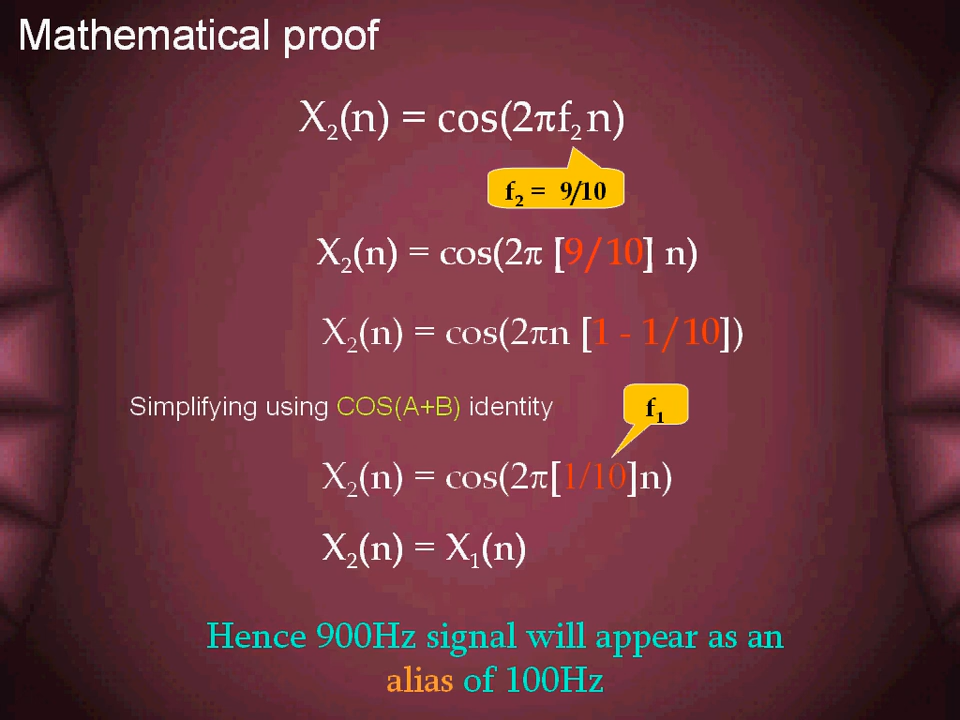 Mathematical proof
X₂(n) = cos(2πf₂ n)
f₂ = 9/10
X₂(n) = cos(2π [9/10] n)
X₂(n) = cos(2πn [1 - 1/10])
Simplifying using COS(A+B) identity
f₁
X₂(n) = cos(2π[1/10]n)
X₂(n) = X₁(n)
Hence 900Hz signal will appear as an
alias of 100Hz